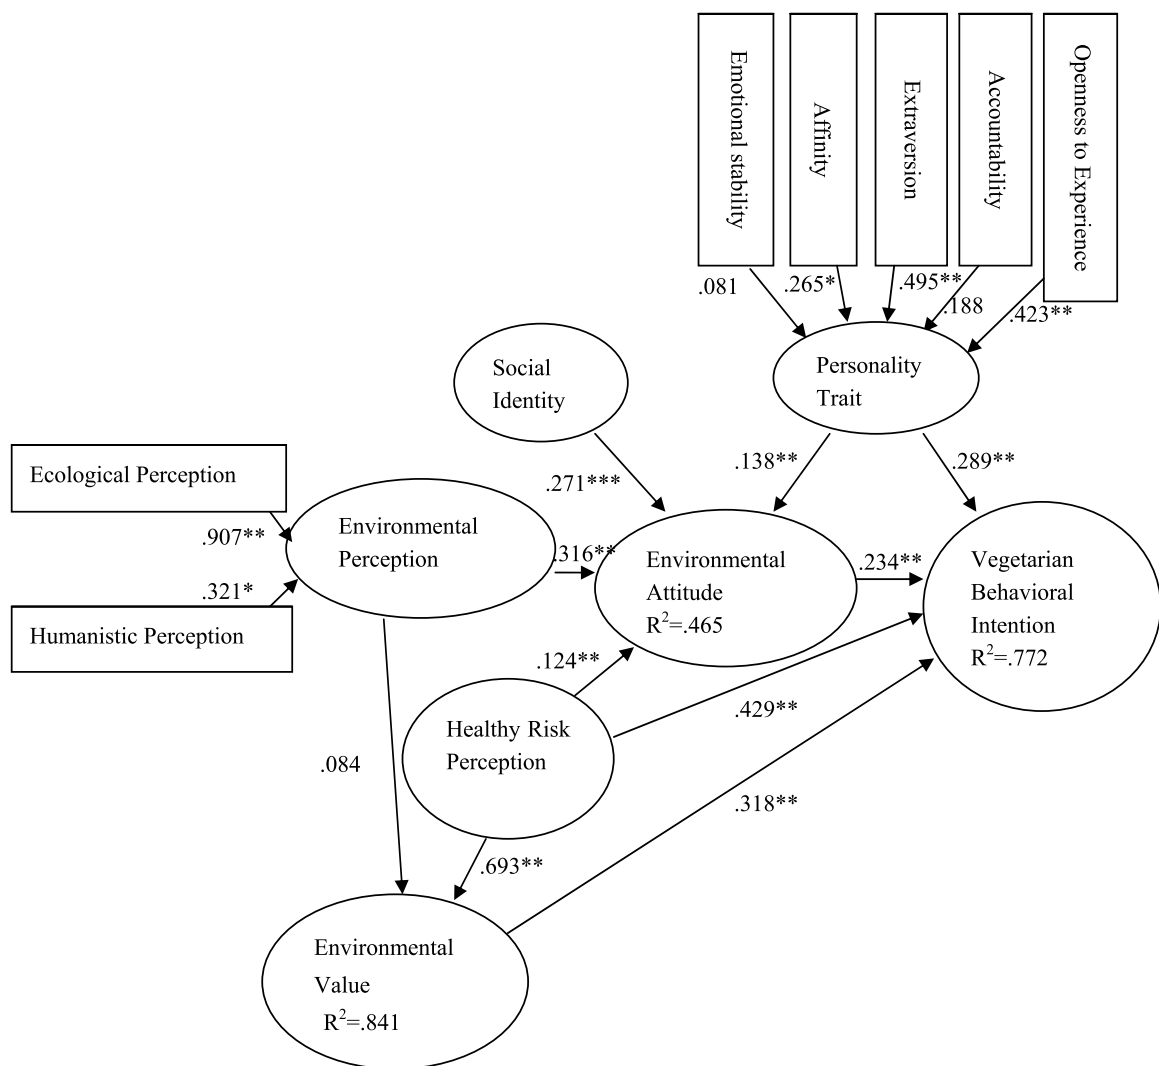 Emotional stability
Affinity
Extraversion
Accountability
Openness to Experience
.081
.265*
.495**
.188
.423**
Social
Identity
Personality
Trait
Ecological Perception
.907**
.321*
Humanistic Perception
Environmental
Perception
.271***
.138**
.289**
.316**
Environmental
Attitude
R²=.465
.234**
Vegetarian
Behavioral
Intention
R²=.772
.124**
.429**
Healthy Risk
Perception
.084
.318**
.693**
Environmental
Value
R²=.841